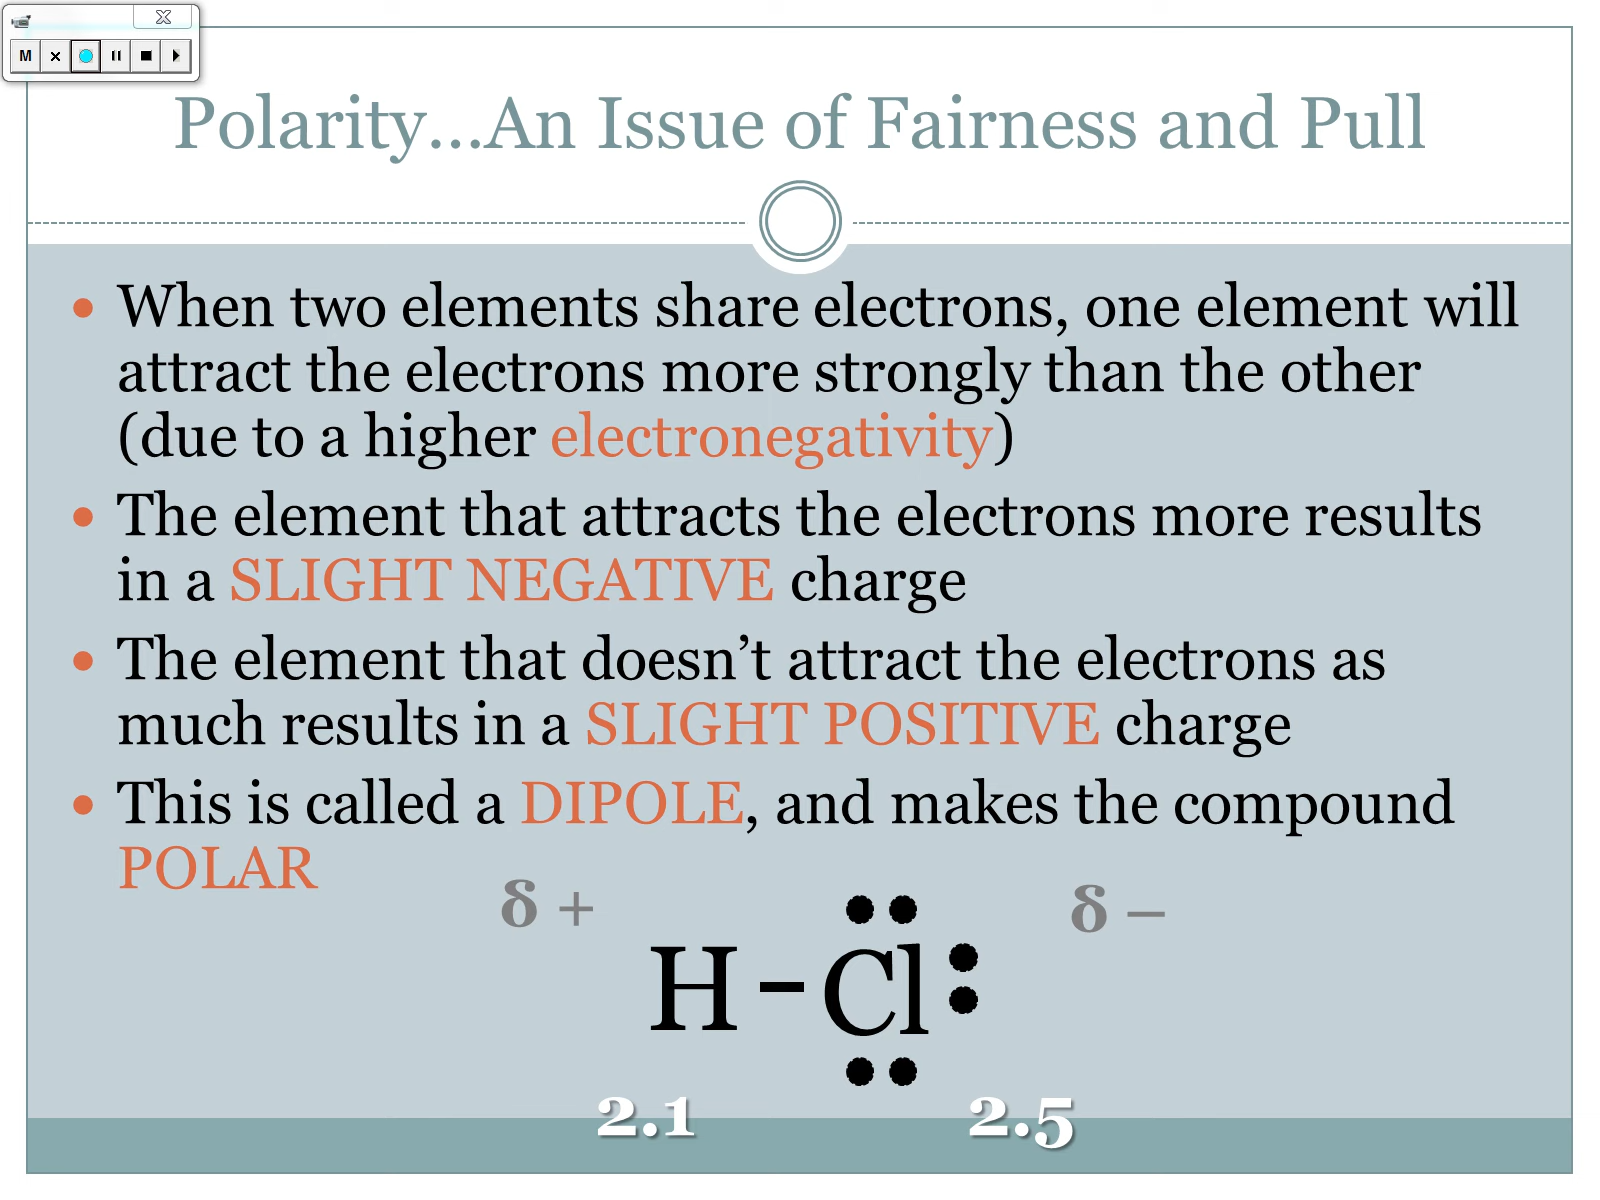 M
Polarity…An Issue of Fairness and Pull
• When two elements share electrons, one element will
attract the electrons more strongly than the other
(due to a higher electronegativity)
• The element that attracts the electrons more results
in a SLIGHT NEGATIVE charge
• The element that doesn’t attract the electrons as
much results in a SLIGHT POSITIVE charge
• This is called a DIPOLE, and makes the compound
POLAR
δ + δ –
H – Cl
2.1 2.5